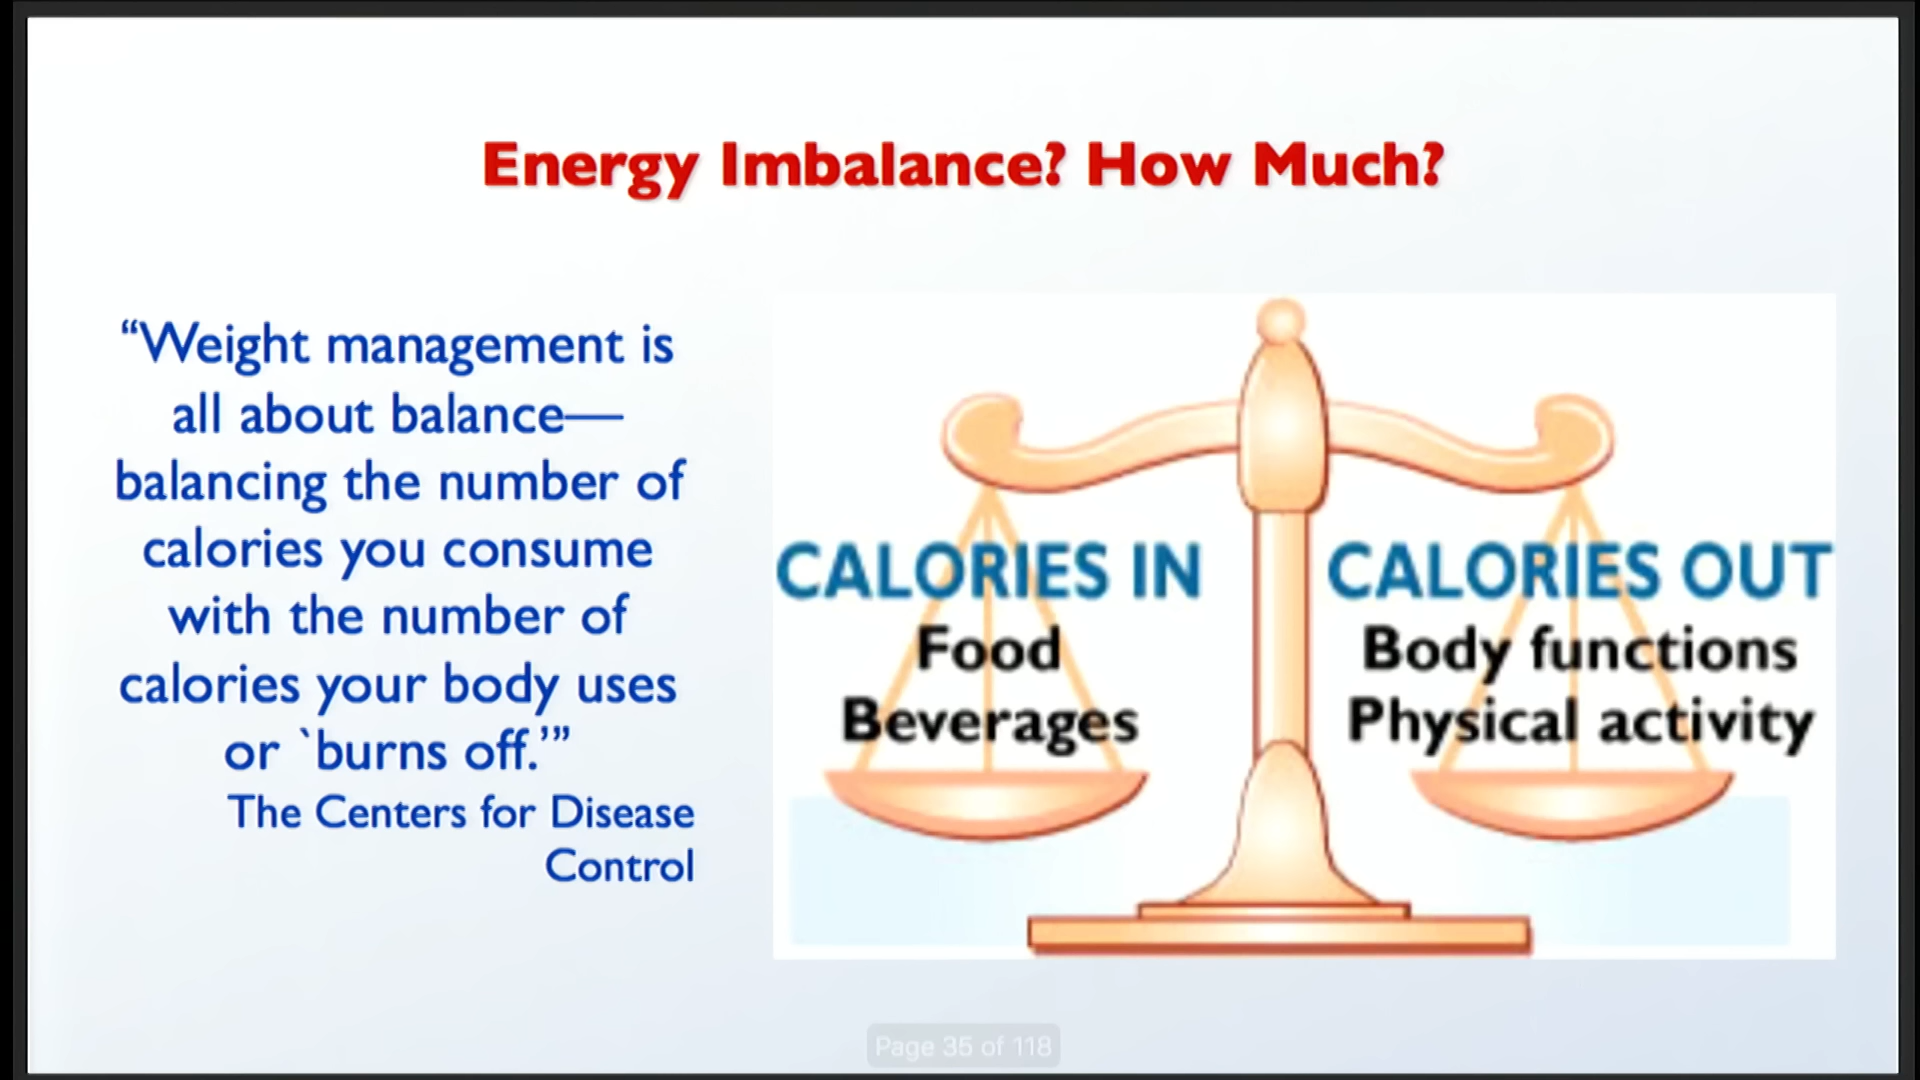 Energy Imbalance? How Much?
“Weight management is
all about balance—
balancing the number of
calories you consume
with the number of
calories your body uses
or `burns off.’”
The Centers for Disease
Control
CALORIES IN
Food
Beverages
CALORIES OUT
Body functions
Physical activity
Page 35 of 118